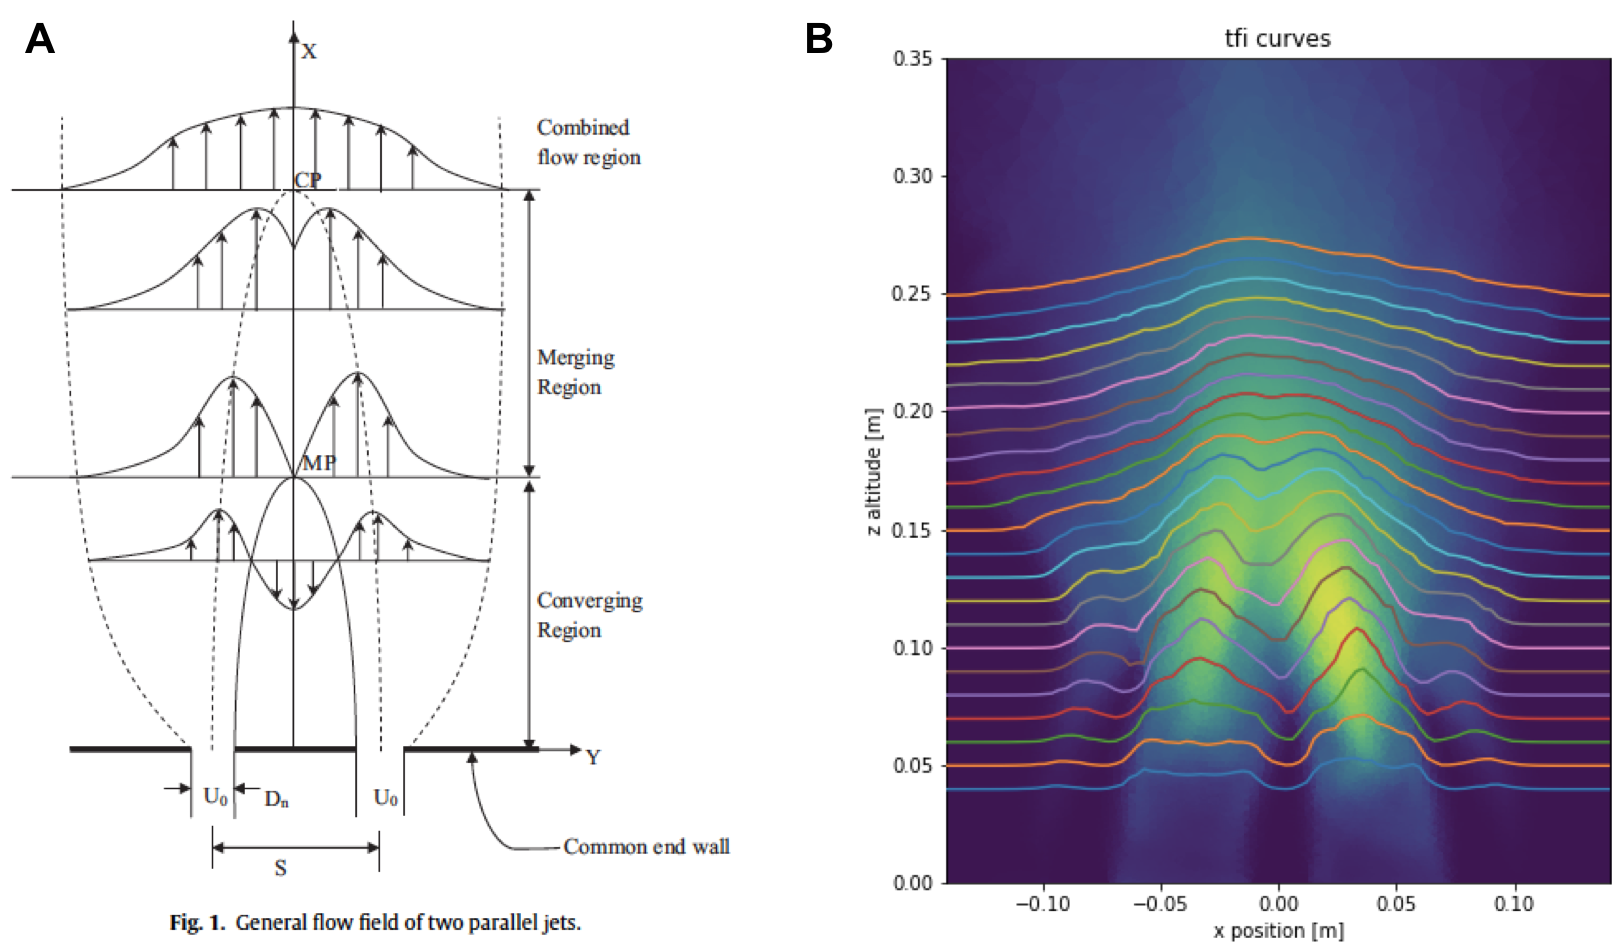 A
X
Combined
flow region
CP
Merging
Region
MP
Converging
Region
Y
U₀
Dₙ
U₀
S
Common end wall
Fig. 1. General flow field of two parallel jets.
B
tfi curves
0.35
0.30
0.25
0.20
0.15
0.10
0.05
0.00
z altitude [m]
−0.10 −0.05 0.00 0.05 0.10
x position [m]